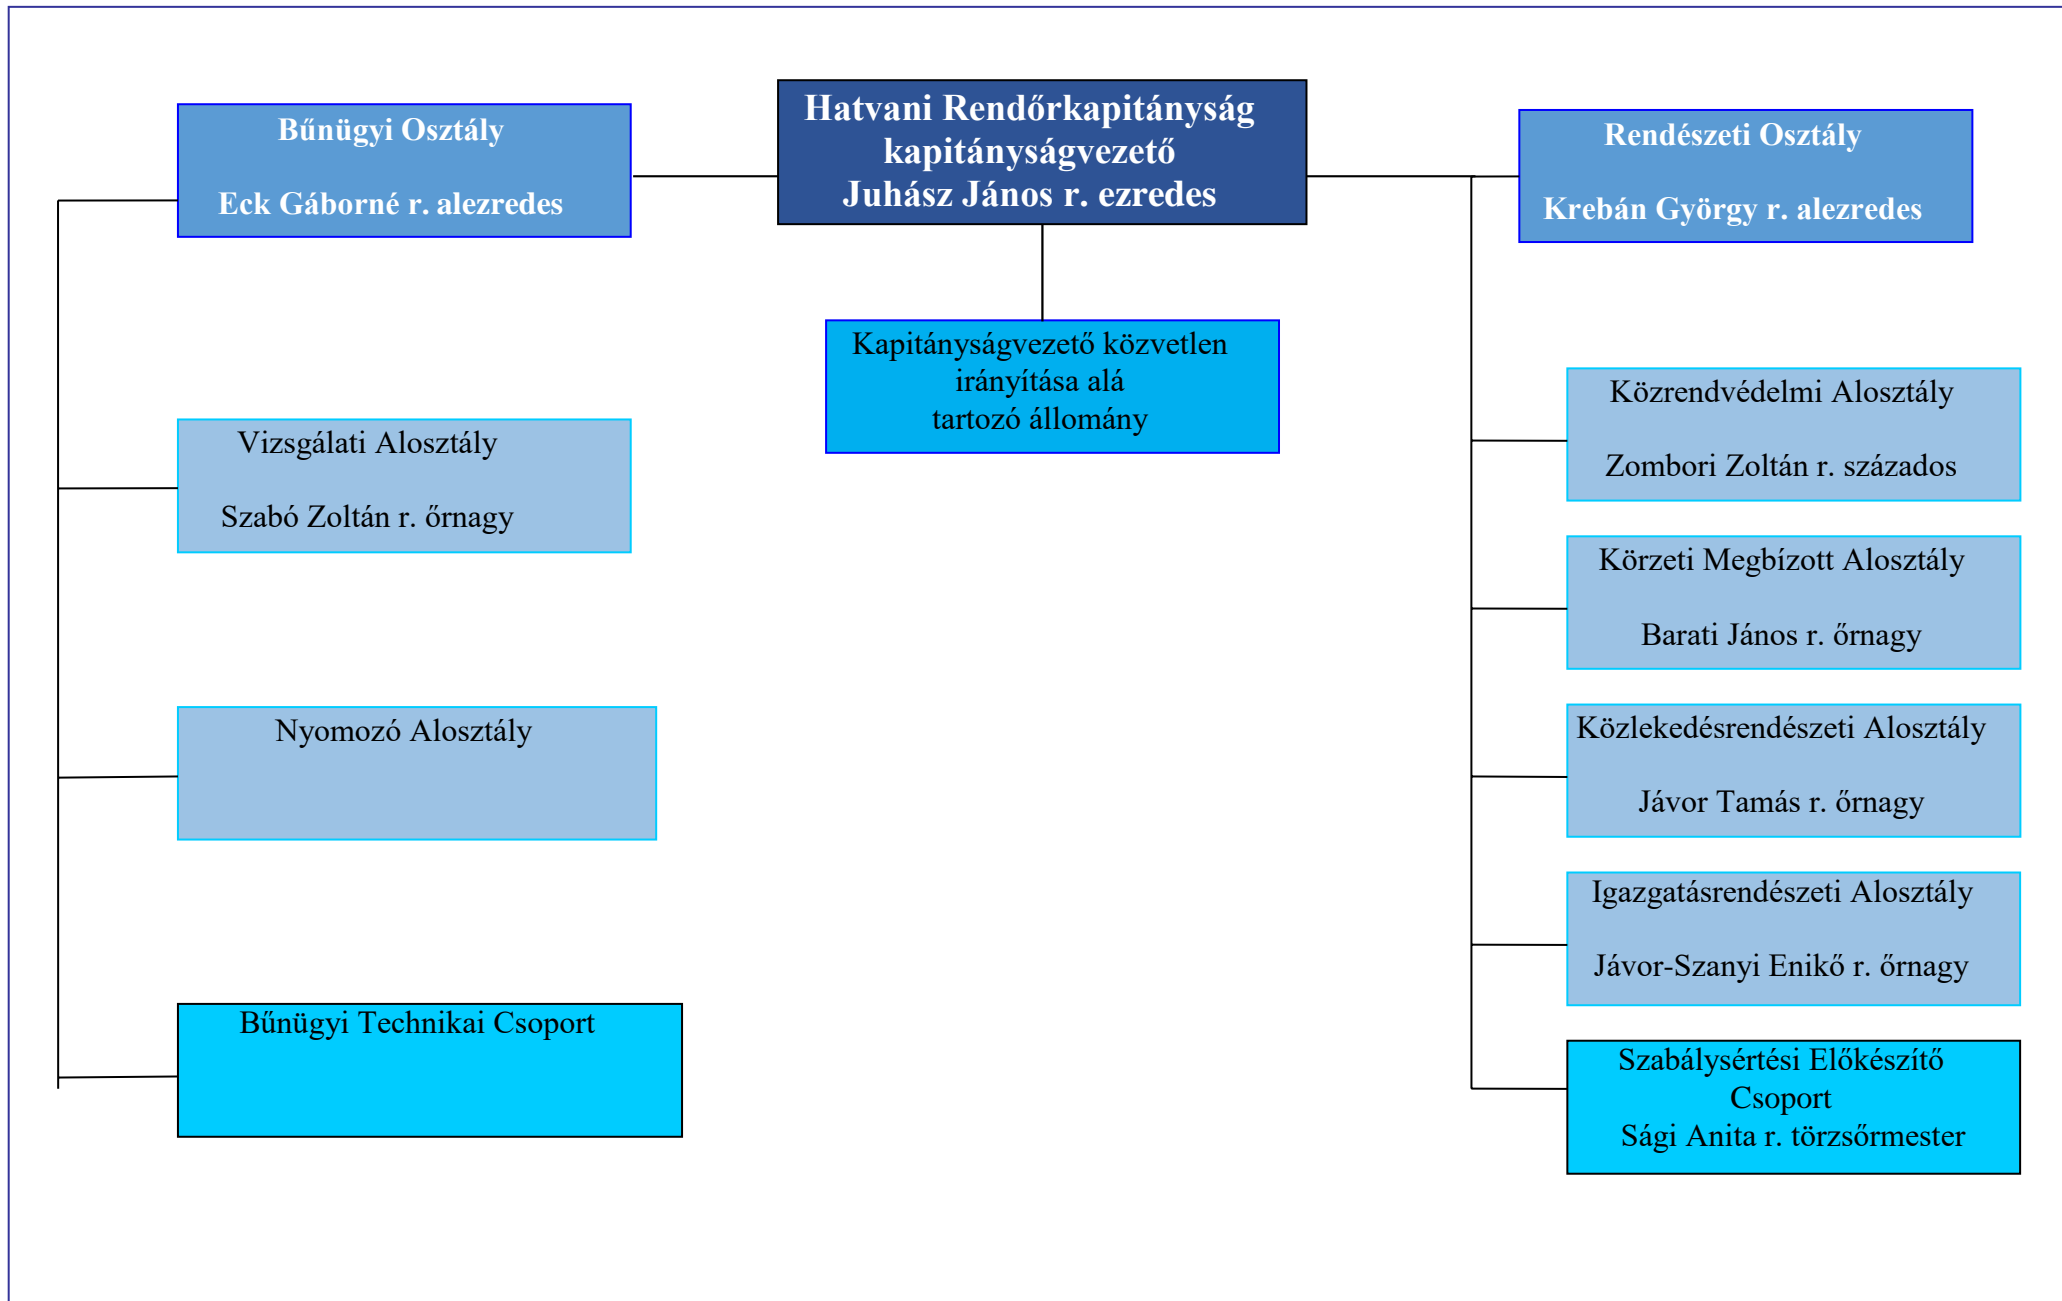 Hatvani Rendőrkapitányság
kapitányságvezető
Juhász János r. ezredes
Bűnügyi Osztály
Eck Gáborné r. alezredes
Rendészeti Osztály
Krebán György r. alezredes
Kapitányságvezető közvetlen
irányítása alá
tartozó állomány
Vizsgálati Alosztály
Szabó Zoltán r. őrnagy
Nyomozó Alosztály
Bűnügyi Technikai Csoport
Közrendvédelmi Alosztály
Zombori Zoltán r. százados
Körzeti Megbízott Alosztály
Barati János r. őrnagy
Közlekedésrendészeti Alosztály
Jávor Tamás r. őrnagy
Igazgatásrendészeti Alosztály
Jávor-Szanyi Enikő r. őrnagy
Szabálysértési Előkészítő
Csoport
Sági Anita r. törzsőrmester